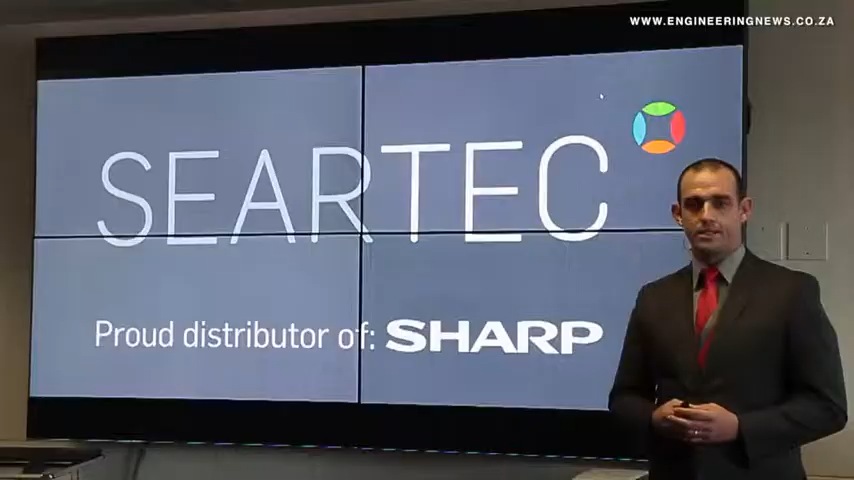 WWW.ENGINEERINGNEWS.CO.ZA
SEARTEC
Proud distributor of: SHARP